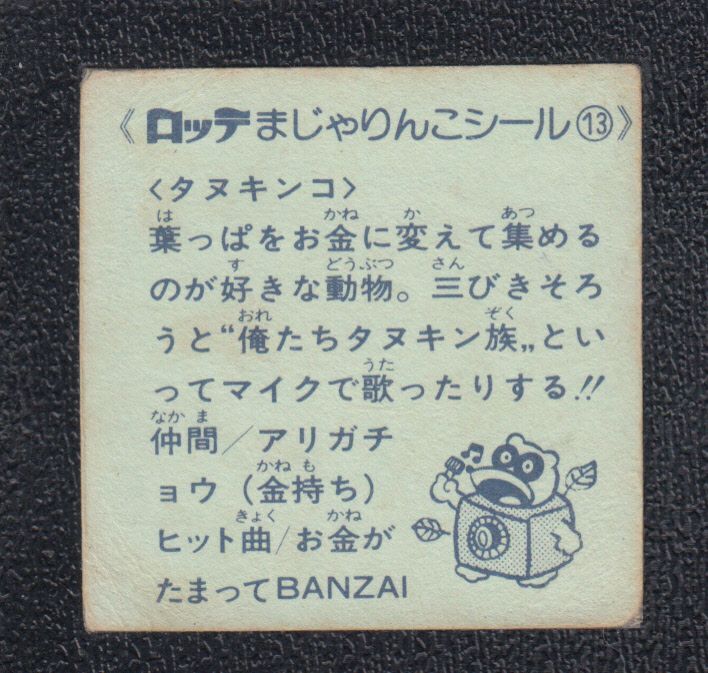 《ロッテまじゃりんこシール⑬》
〈タヌキンコ〉
葉っぱをお金に変えて集める
のが好きな動物。三びきそろ
うと“俺たちタヌキン族„とい
ってマイクで歌ったりする.!!
仲間／アリガチ
ョウ（金持ち）
ヒット曲／お金が
たまってBANZAI